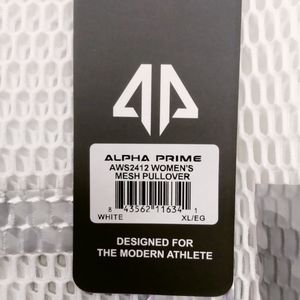 ALPHA PRIME
AWS2412 WOMEN'S
MESH PULLOVER
8 43562 11634 1
WHITE XL/EG
DESIGNED FOR
THE MODERN ATHLETE